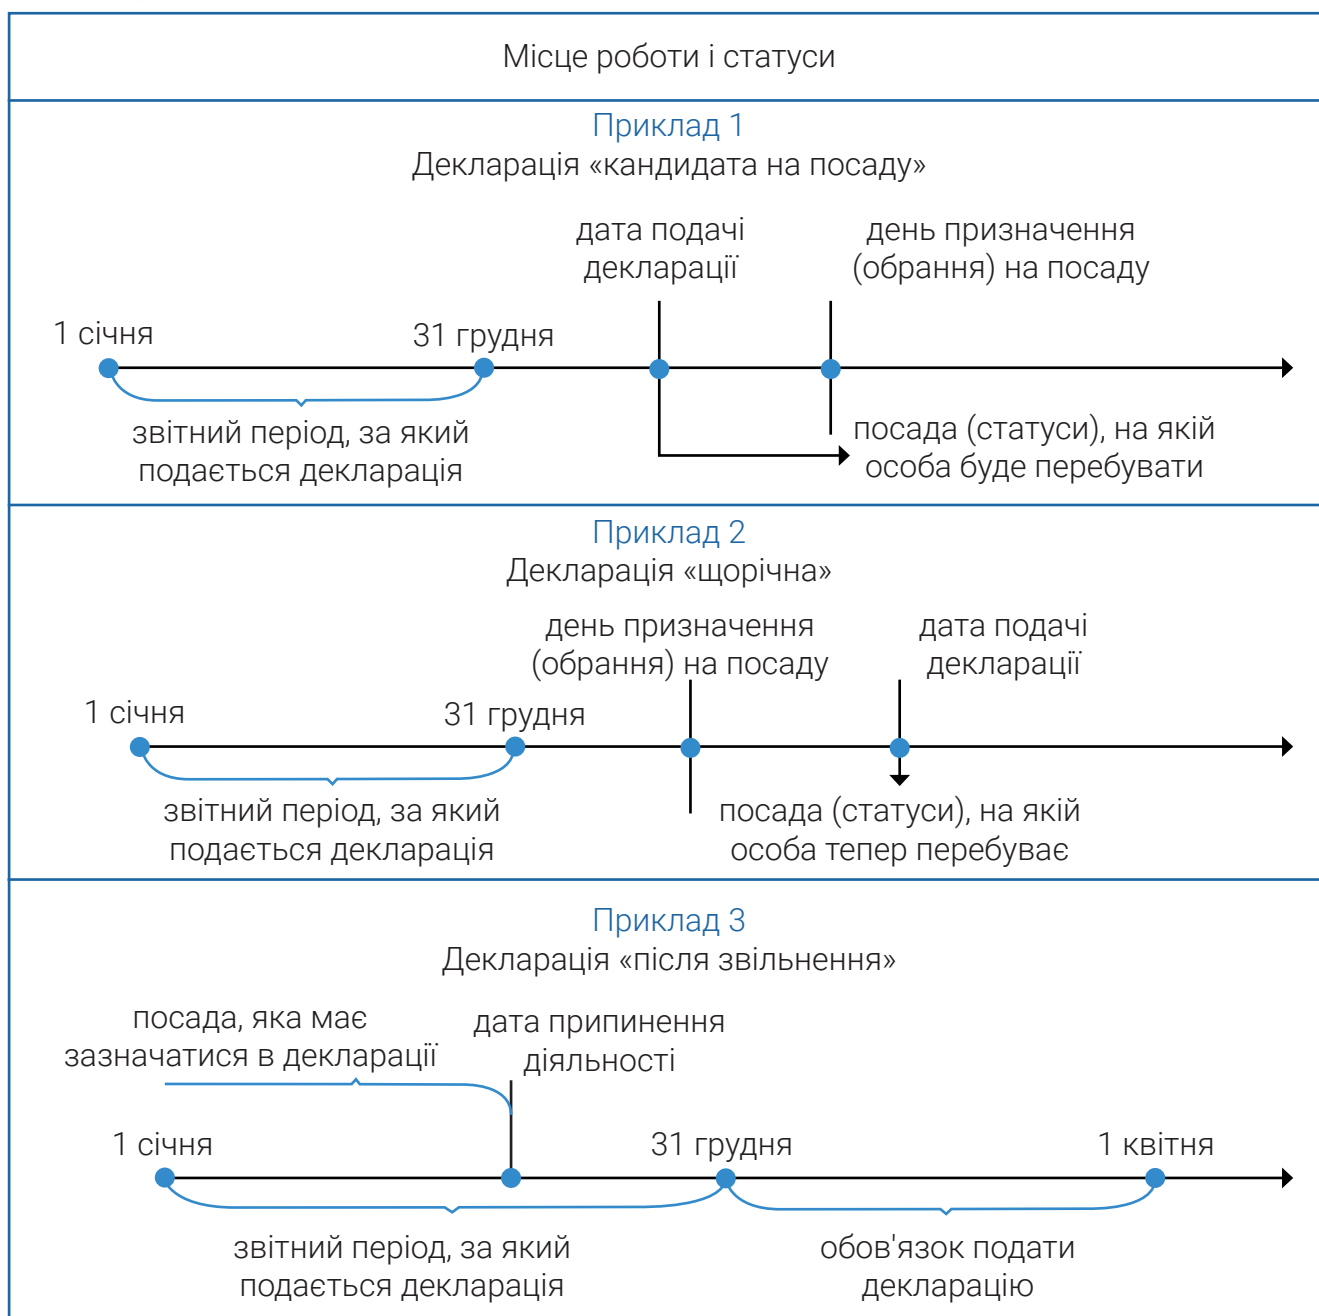 Місце роботи і статуси
Приклад 1
Декларація «кандидата на посаду»
дата подачі
декларації
день призначення
(обрання) на посаду
1 січня
31 грудня
звітний період, за який
подається декларація
посада (статуси), на якій
особа буде перебувати
Приклад 2
Декларація «щорічна»
день призначення
(обрання) на посаду
дата подачі
декларації
1 січня
31 грудня
звітний період, за який
подається декларація
посада (статуси), на якій
особа тепер перебуває
Приклад 3
Декларація «після звільнення»
посада, яка має
зазначатися в декларації
дата припинення
діяльності
1 січня
31 грудня
1 квітня
звітний період, за який
подається декларація
обов'язок подати
декларацію